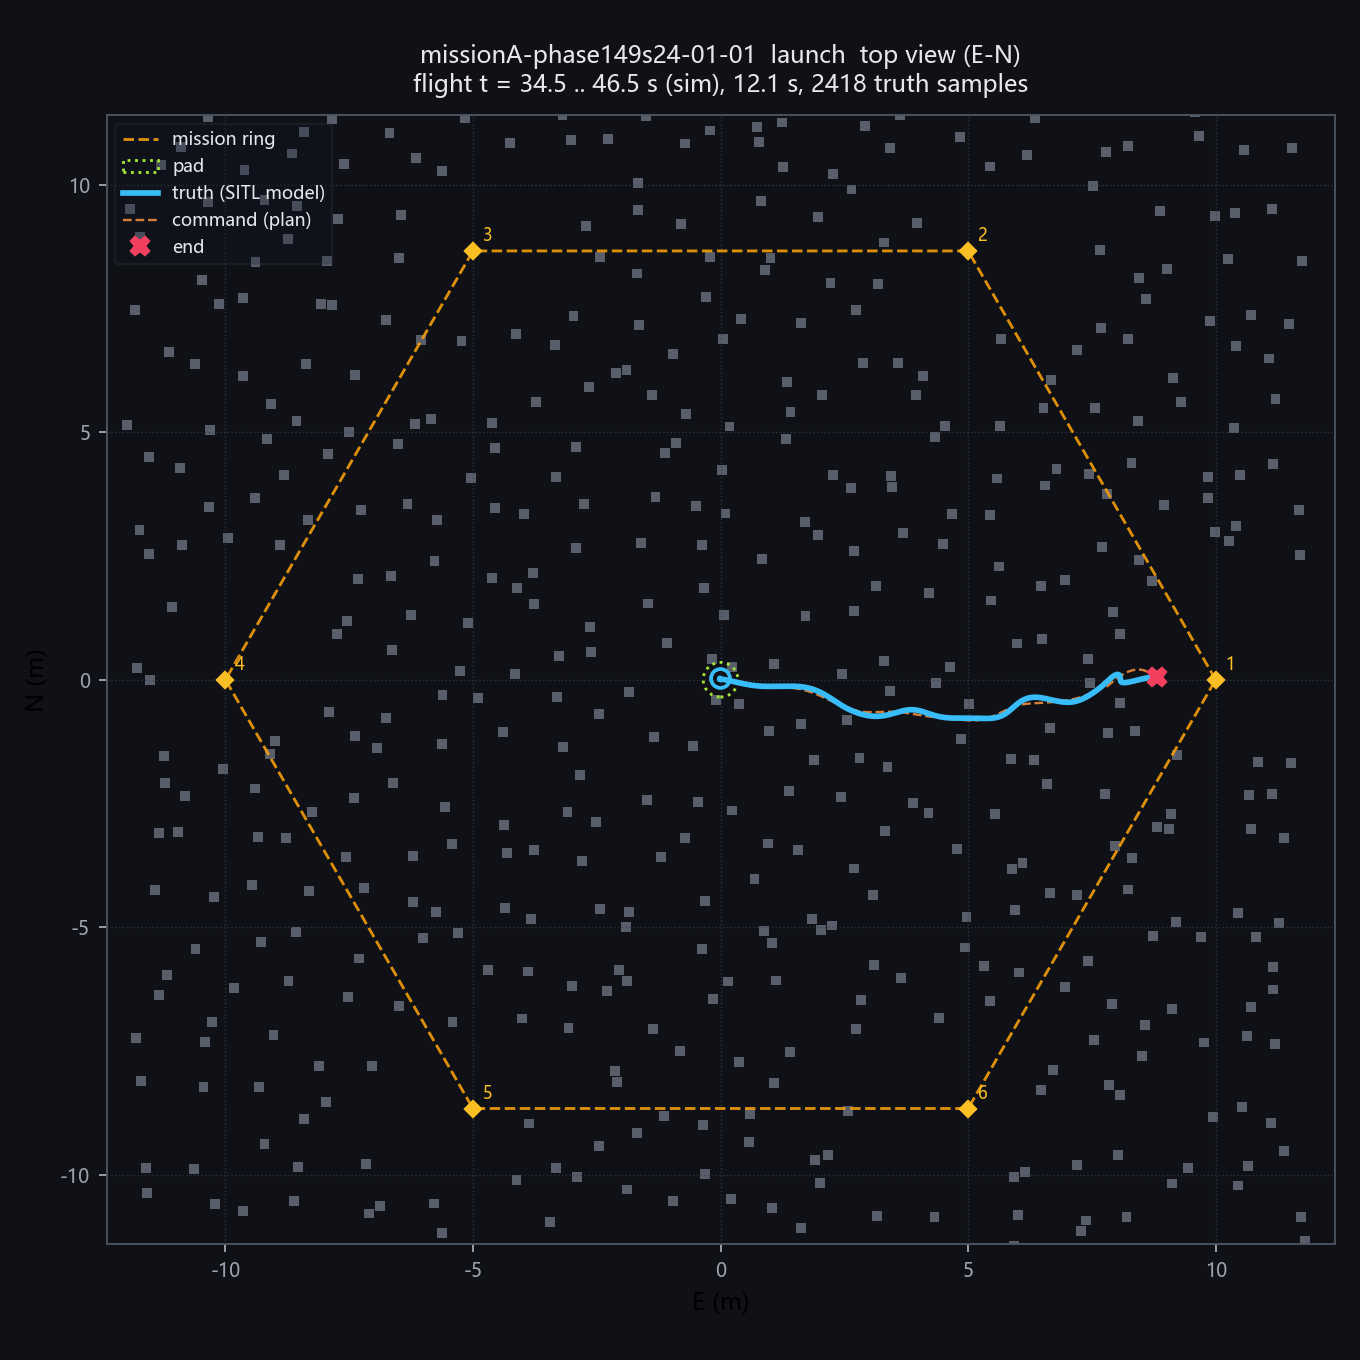 missionA-phase149s24-01-01  launch  top view (E-N)
flight t = 34.5 .. 46.5 s (sim), 12.1 s, 2418 truth samples
mission ring
pad
truth (SITL model)
command (plan)
end
10
5
0
-5
-10
N (m)
3
2
4
1
5
6
-10
-5
0
5
10
E (m)